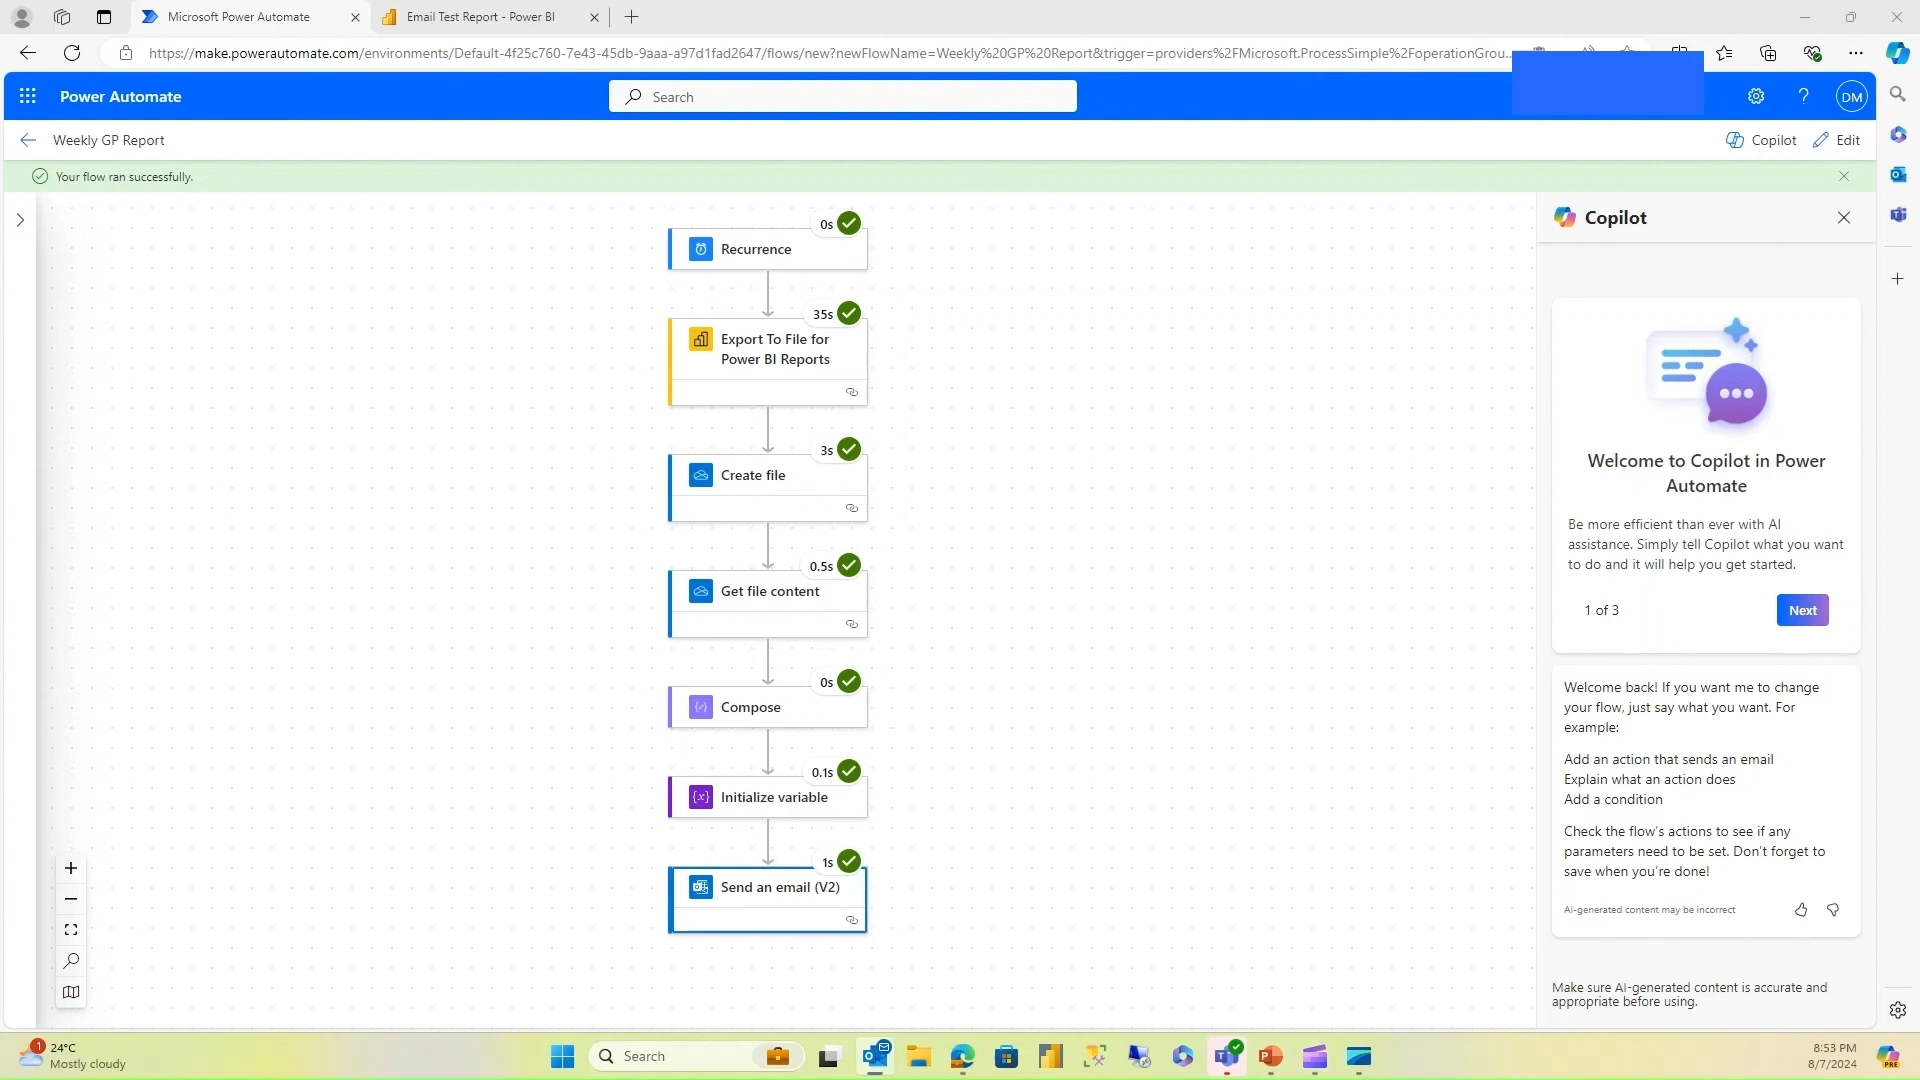 Microsoft Power Automate
Email Test Report - Power BI
https://make.powerautomate.com/environments/Default-4f25c760-7e43-45db-9aaa-a97d1fad2647/flows/new?newFlowName=Weekly%20GP%20Report&trigger=providers%2FMicrosoft.ProcessSimple%2FoperationGrou...
Power Automate
Search
DM
Weekly GP Report
Copilot
Edit
Your flow ran successfully.
0s
Recurrence
35s
Export To File for
Power BI Reports
3s
Create file
0.5s
Get file content
0s
Compose
0.1s
Initialize variable
1s
Send an email (V2)
Copilot
Welcome to Copilot in Power
Automate
Be more efficient than ever with AI
assistance. Simply tell Copilot what you want
to do and it will help you get started.
1 of 3
Next
Welcome back! If you want me to change
your flow, just say what you want. For
example:
Add an action that sends an email
Explain what an action does
Add a condition
Check the flow's actions to see if any
parameters need to be set. Don't forget to
save when you're done!
AI-generated content may be incorrect
Make sure AI-generated content is accurate and
appropriate before using.
1
24°C
Mostly cloudy
Search
8:53 PM
8/7/2024
PRE